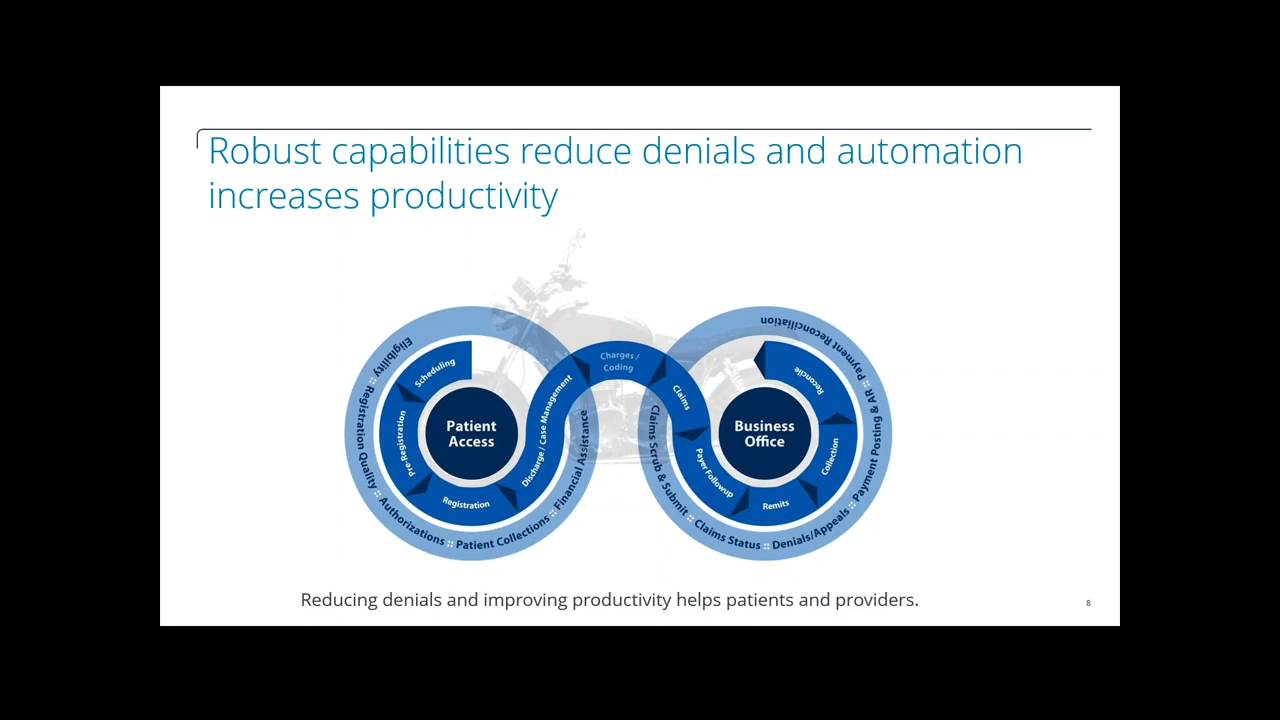 Robust capabilities reduce denials and automation
increases productivity
Eligibility :: Registration Quality :: Authorizations :: Patient Collections :: Financial Assistance
Scheduling
Pre-Registration
Registration
Discharge / Case Management
Patient
Access
Charges /
Coding
Claims
Payer Followup
Remits
Collection
Reconcile
Business
Office
Claims Scrub & Submit :: Claims Status :: Denials/Appeals :: Payment Posting & AR :: Payment Reconciliation
Reducing denials and improving productivity helps patients and providers.
8